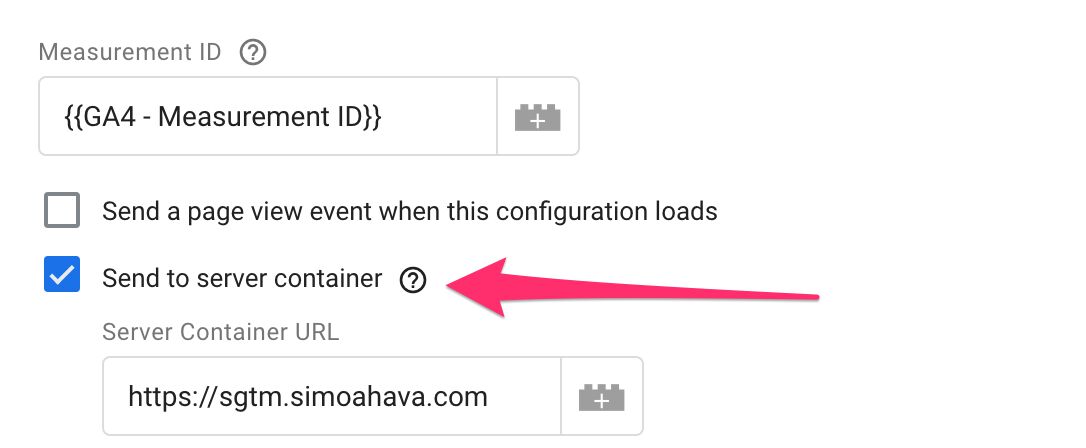 Measurement ID
{{GA4 - Measurement ID}}
Send a page view event when this configuration loads
Send to server container
Server Container URL
https://sgtm.simoahava.com